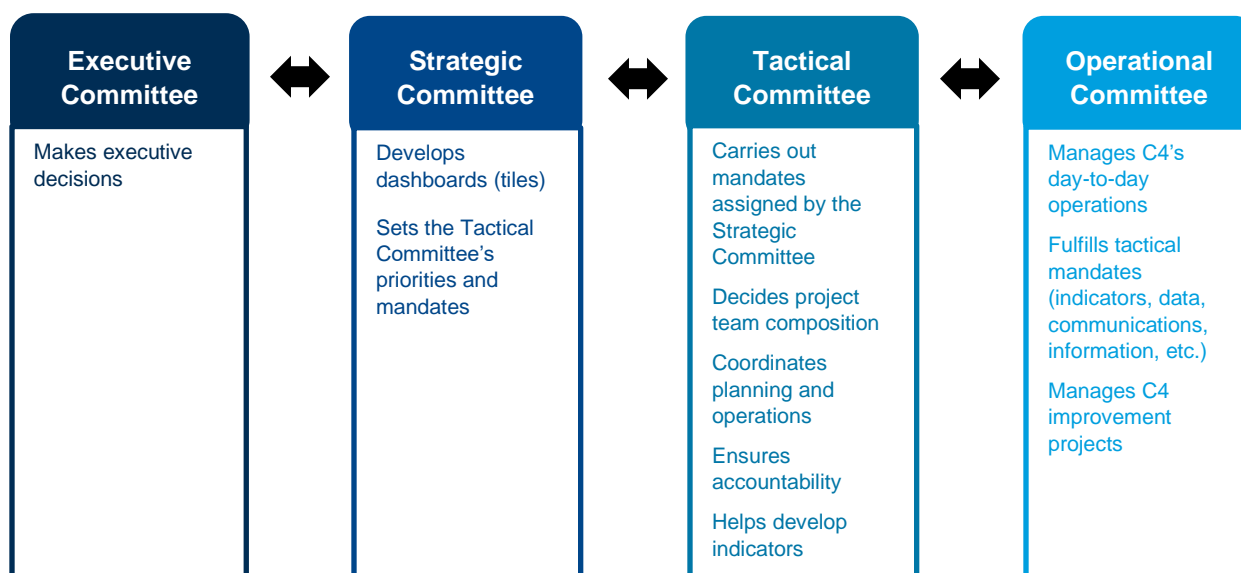 Executive
Committee
Makes executive
decisions
Strategic
Committee
Develops
dashboards (tiles)
Sets the Tactical
Committee’s
priorities and
mandates
Tactical
Committee
Carries out
mandates
assigned by the
Strategic
Committee
Decides project
team composition
Coordinates
planning and
operations
Ensures
accountability
Helps develop
indicators
Operational
Committee
Manages C4’s
day-to-day
operations
Fulfills tactical
mandates
(indicators, data,
communications,
information, etc.)
Manages C4
improvement
projects